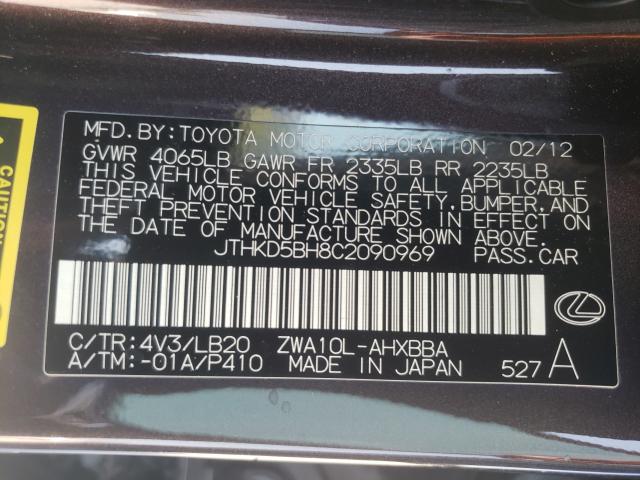 MFD.BY:TOYOTA MOTOR CORPORATION 02/12
GVWR 4065LB GAWR FR 2335LB RR 2235LB
THIS VEHICLE CONFORMS TO ALL APPLICABLE
FEDERAL MOTOR VEHICLE SAFETY, BUMPER, AND
THEFT PREVENTION STANDARDS IN EFFECT ON
THE DATE OF MANUFACTURE SHOWN ABOVE.
JTHKD5BH8C2090969 PASS.CAR
C/TR:4V3/LB20 ZWA10L-AHXBBA
A/TM:-01A/P410 MADE IN JAPAN 527 A
CAUTION